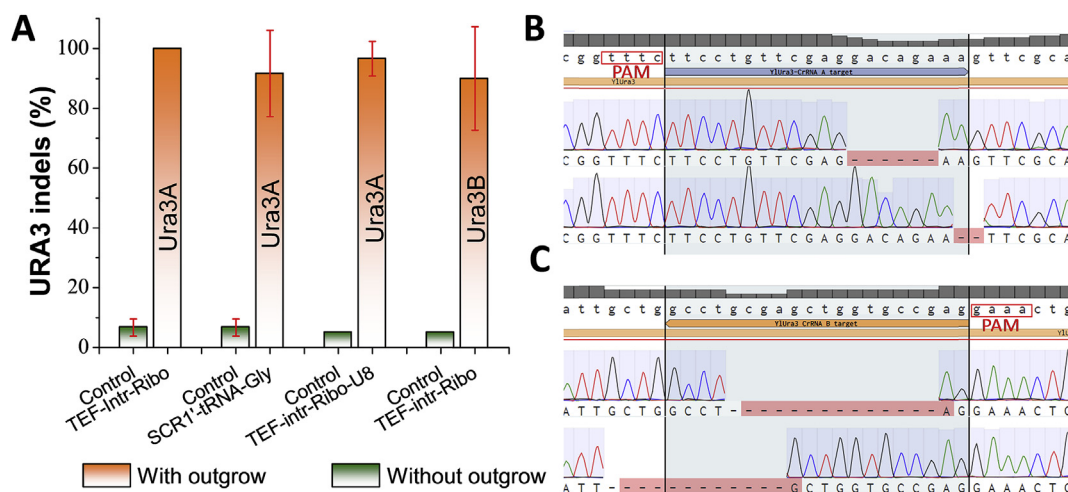 A
URA3 indels (%)
100
80
60
40
20
0
Ura3A
Ura3A
Ura3A
Ura3B
Control
TEF-Intr-Ribo
Control
SCR1'-tRNA-Gly
Control
TEF-intr-Ribo-U8
Control
TEF-intr-Ribo
With outgrow
Without outgrow
B
c g g t t t c t t c c t g t t c g a g g a c a g a a a g t t c g c a
PAM
YlUra3-CrRNA A target
YlUra3
C G G T T T C T T C C T G T T C G A G - - - - - - A A G T T C G C A
C G G T T T C T T C C T G T T C G A G G A C A G A A - - T T C G C A
C
a t t g c t g g c c t g c g a g c t g g t g c c g a g g a a a c t g
PAM
YlUra3 CrRNA B target
YlU
A T T G C T G G C C T - - - - - - - - - - - - - - A G G A A A C T G
A T T - - - - - - - - - - - - G C T G G T G C C G A G G A A A C T G